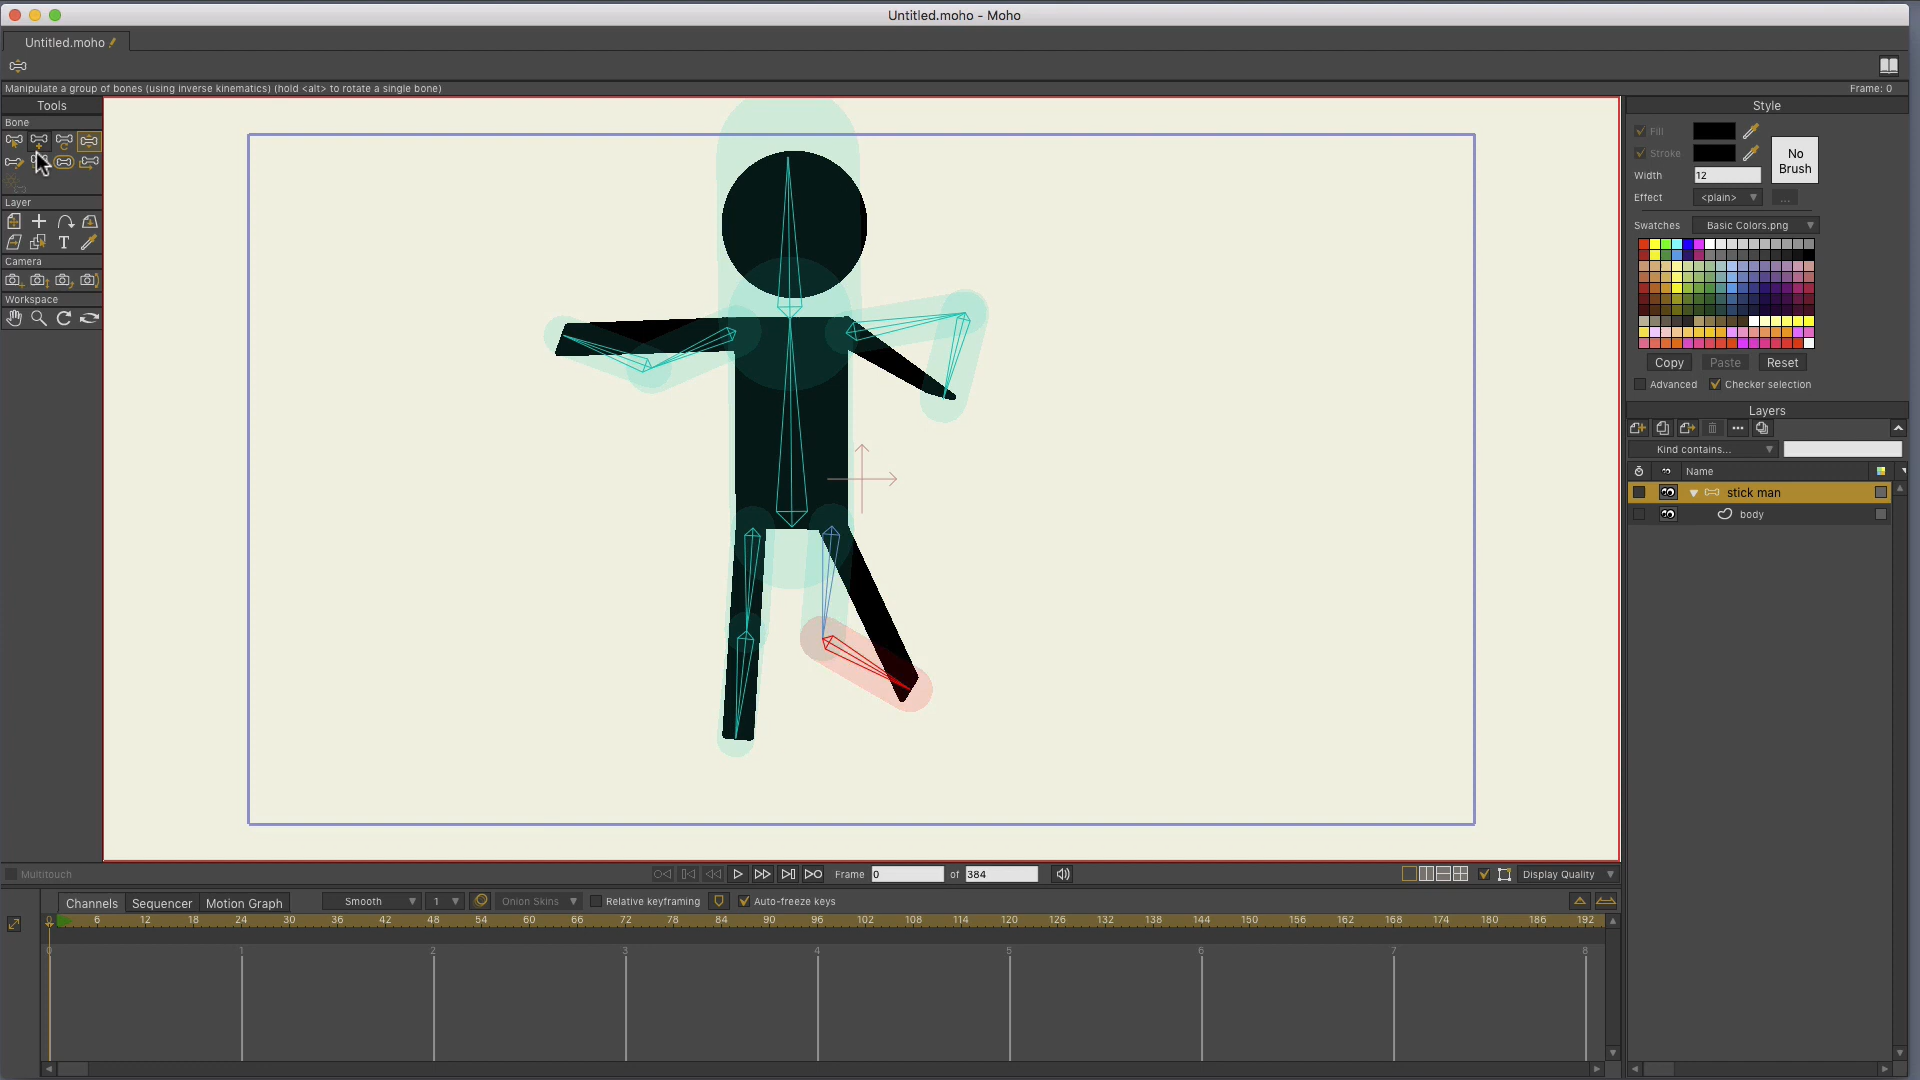 Untitled.moho - Moho
Untitled.moho
Manipulate a group of bones (using inverse kinematics) (hold <alt> to rotate a single bone)
Frame: 0
Tools
Bone
Layer
T
Camera
Workspace
Style
Fill
Stroke
No Brush
Width
12
Effect
<plain>
...
Swatches
Basic Colors.png
Copy
Paste
Reset
Advanced
Checker selection
Layers
Kind contains...
Name
stick man
body
Multitouch
Frame
0
of
384
Display Quality
Channels
Sequencer
Motion Graph
Smooth
1
Onion Skins
Relative keyframing
Auto-freeze keys
0 6 12 18 24 30 36 42 48 54 60 66 72 78 84 90 96 102 108 114 120 126 132 138 144 150 156 162 168 174 180 186 192
0 1 2 3 4 5 6 7 8